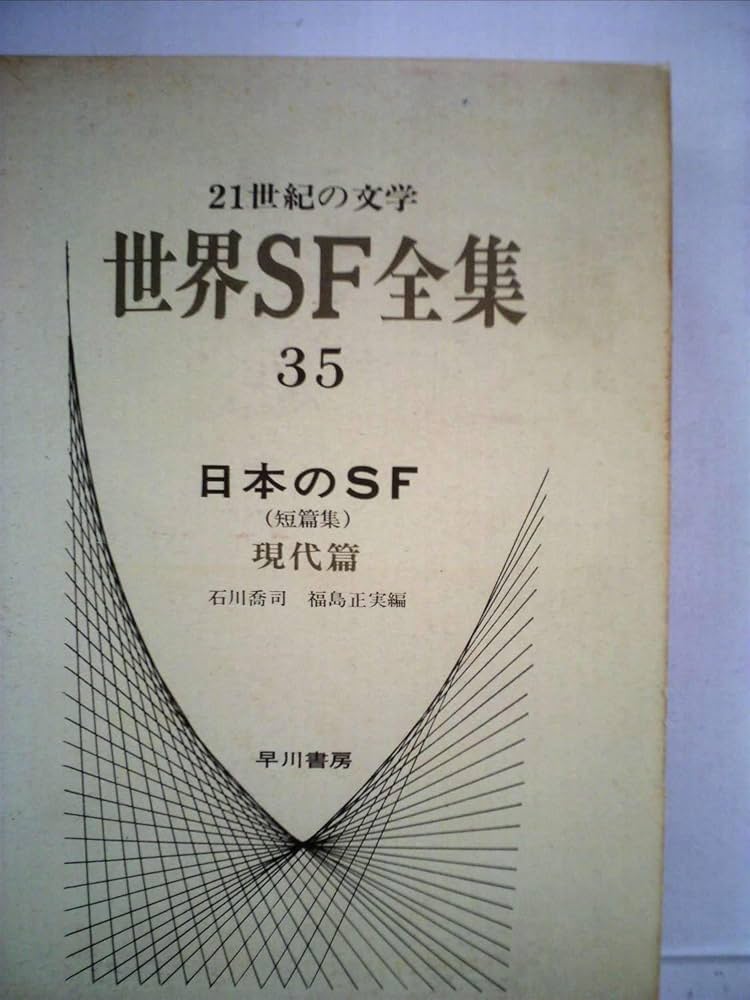 21世紀の文学
世界SF全集
35
日本のSF
(短篇集)
現代篇
石川喬司 福島正実編
早川書房